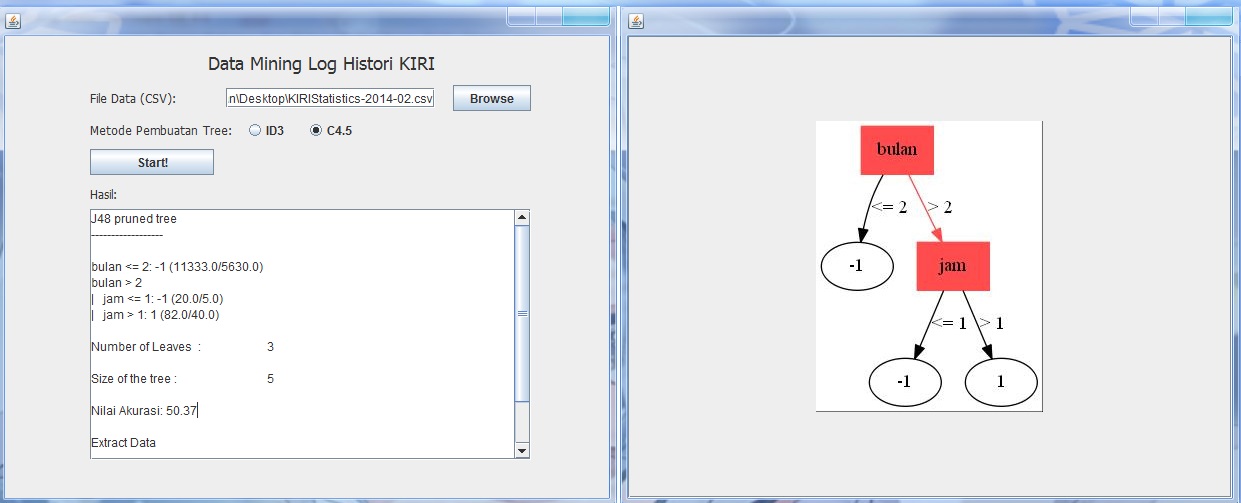 Data Mining Log Histori KIRI
File Data (CSV): .n\Desktop\KIRIStatistics-2014-02.csv Browse
Metode Pembuatan Tree: ID3 C4.5
Start!
Hasil:
J48 pruned tree
------------------
bulan <= 2: -1 (11333.0/5630.0)
bulan > 2
| jam <= 1: -1 (20.0/5.0)
| jam > 1: 1 (82.0/40.0)
Number of Leaves : 3
Size of the tree : 5
Nilai Akurasi: 50.37
Extract Data
bulan
<= 2 > 2
-1 jam
<= 1 > 1
-1 1